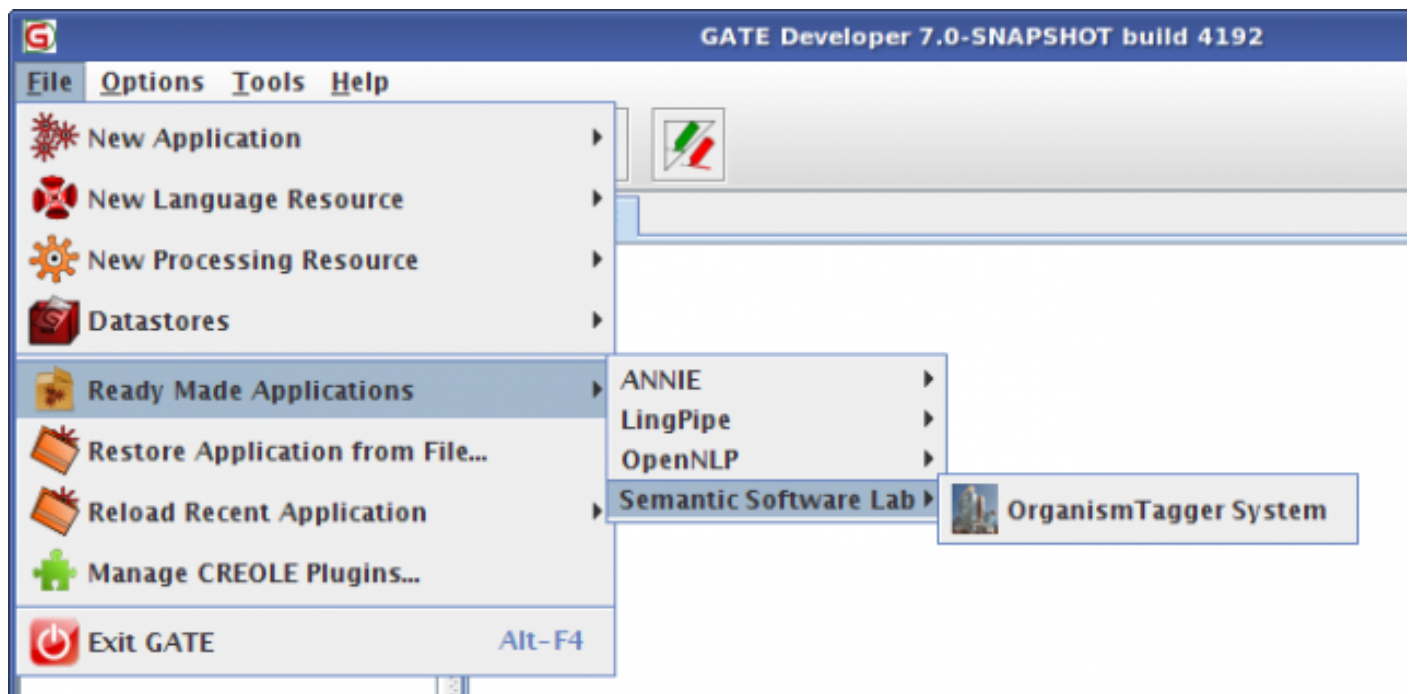 GATE Developer 7.0-SNAPSHOT build 4192
File Options Tools Help
New Application
New Language Resource
New Processing Resource
Datastores
Ready Made Applications
Restore Application from File...
Reload Recent Application
Manage CREOLE Plugins...
Exit GATE Alt-F4
ANNIE
LingPipe
OpenNLP
Semantic Software Lab
OrganismTagger System